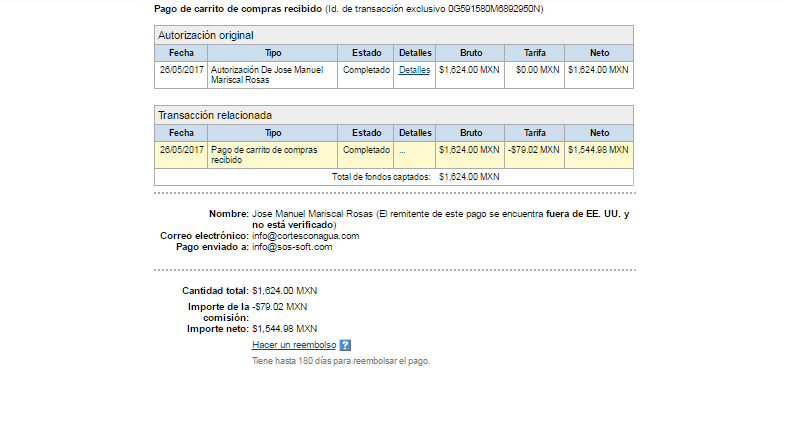 Pago de carrito de compras recibido (Id. de transacción exclusivo 0G591580M6892950N)
Autorización original
Fecha Tipo Estado Detalles Bruto Tarifa Neto
26/05/2017 Autorización De Jose Manuel Mariscal Rosas Completado Detalles $1,624.00 MXN $0.00 MXN $1,624.00 MXN
Transacción relacionada
Fecha Tipo Estado Detalles Bruto Tarifa Neto
26/05/2017 Pago de carrito de compras recibido Completado ... $1,624.00 MXN -$79.02 MXN $1,544.98 MXN
Total de fondos captados: $1,624.00 MXN
Nombre: Jose Manuel Mariscal Rosas (El remitente de este pago se encuentra fuera de EE. UU. y
no está verificado)
Correo electrónico: info@cortesconagua.com
Pago enviado a: info@sos-soft.com
Cantidad total: $1,624.00 MXN
Importe de la comisión: -$79.02 MXN
Importe neto: $1,544.98 MXN
Hacer un reembolso ?
Tiene hasta 180 días para reembolsar el pago.